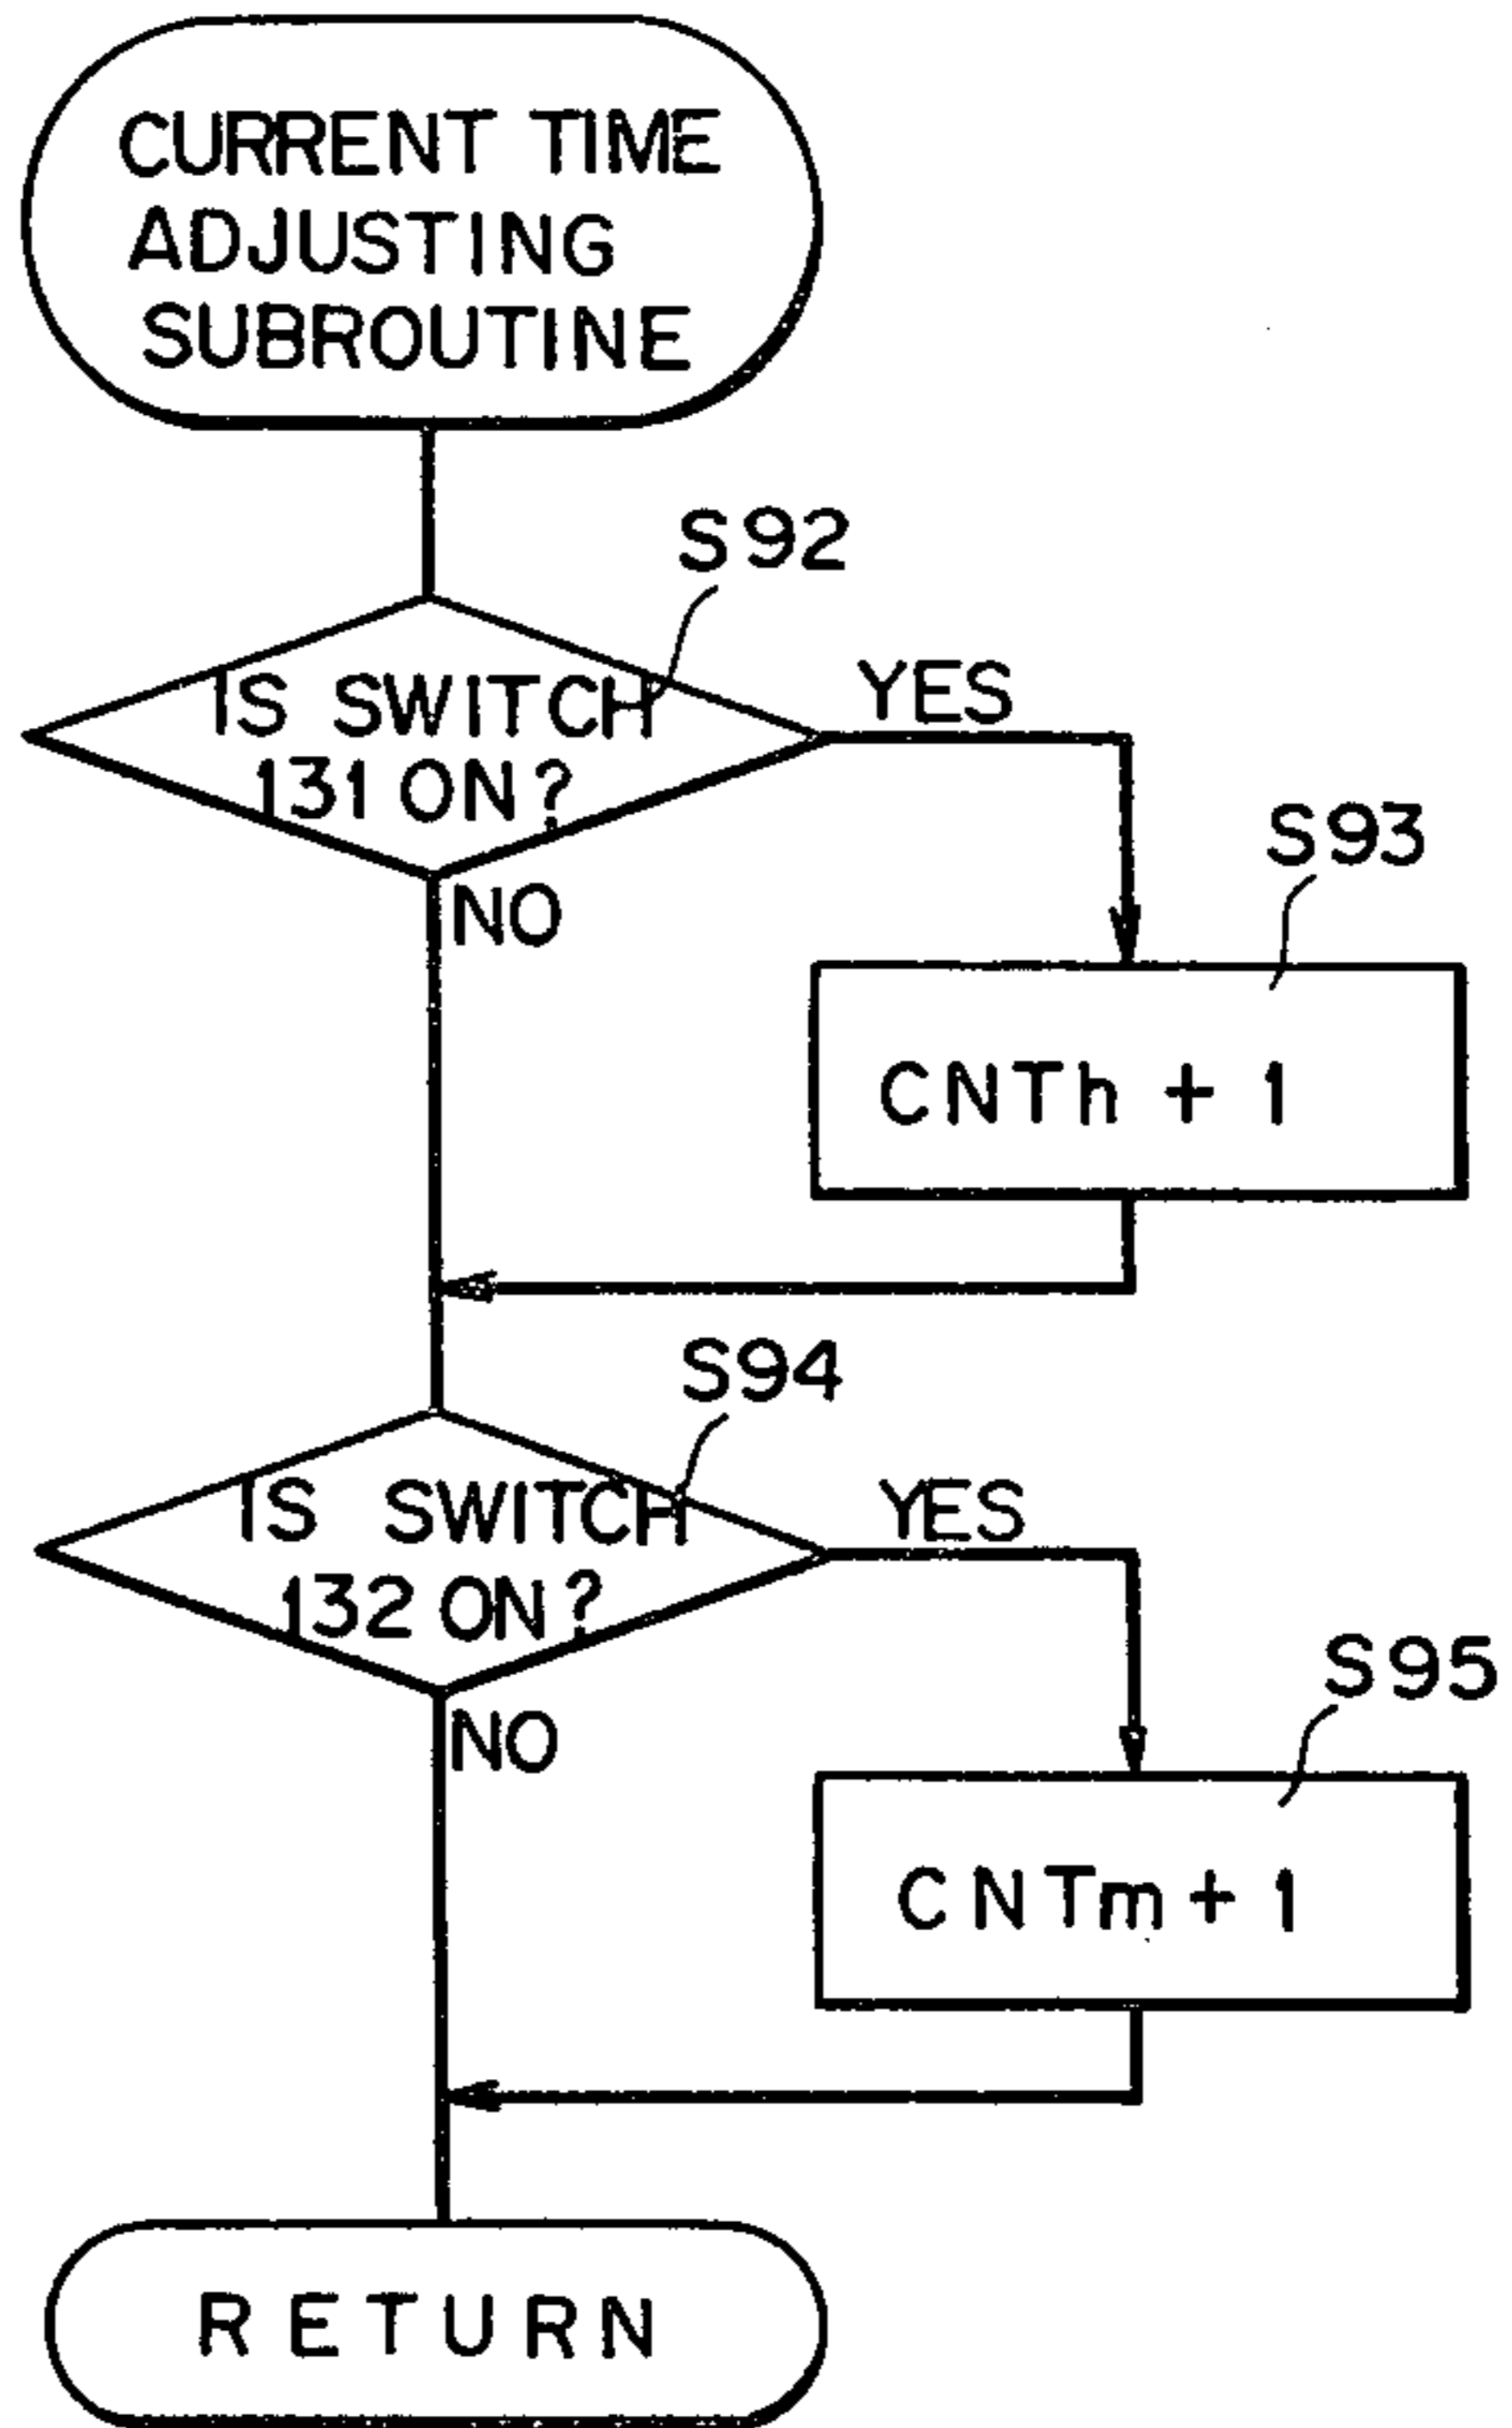 CURRENT TIME
ADJUSTING
SUBROUTINE
S92
IS SWITCH
131 ON?
YES
NO
S93
CNTh + 1
S94
IS SWITCH
132 ON?
YES
NO
S95
CNTm + 1
RETURN